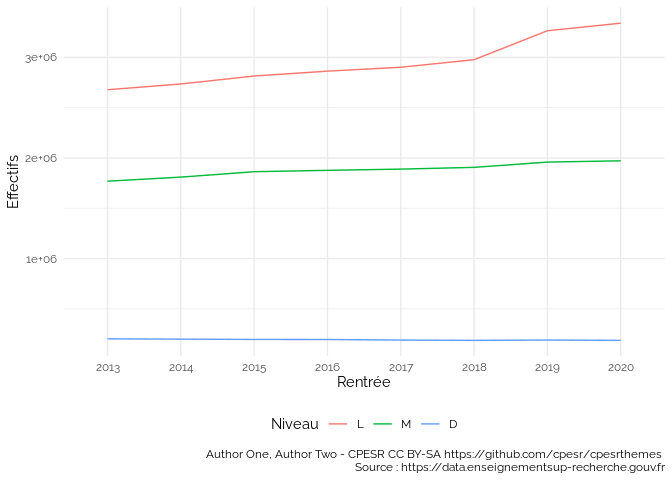 3e+06
2e+06
1e+06
Effectifs
2013 2014 2015 2016 2017 2018 2019 2020
Rentrée
Niveau L M D
Author One, Author Two - CPESR CC BY-SA https://github.com/cpesr/cpesrthemes
Source : https://data.enseignementsup-recherche.gouv.fr